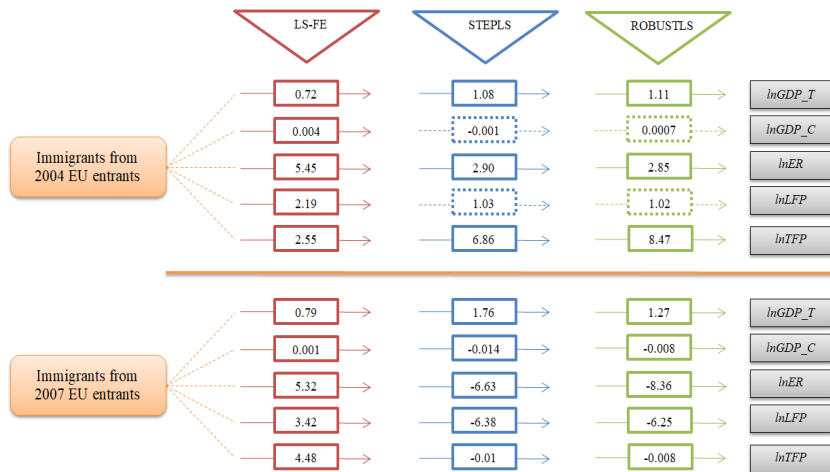 LS-FE STEPLS ROBUSTLS
0.72 1.08 1.11 lnGDP_T
0.004 -0.001 0.0007 lnGDP_C
Immigrants from
2004 EU entrants
5.45 2.90 2.85 lnER
2.19 1.03 1.02 lnLFP
2.55 6.86 8.47 lnTFP
0.79 1.76 1.27 lnGDP_T
0.001 -0.014 -0.008 lnGDP_C
Immigrants from
2007 EU entrants
5.32 -6.63 -8.36 lnER
3.42 -6.38 -6.25 lnLFP
4.48 -0.01 -0.008 lnTFP